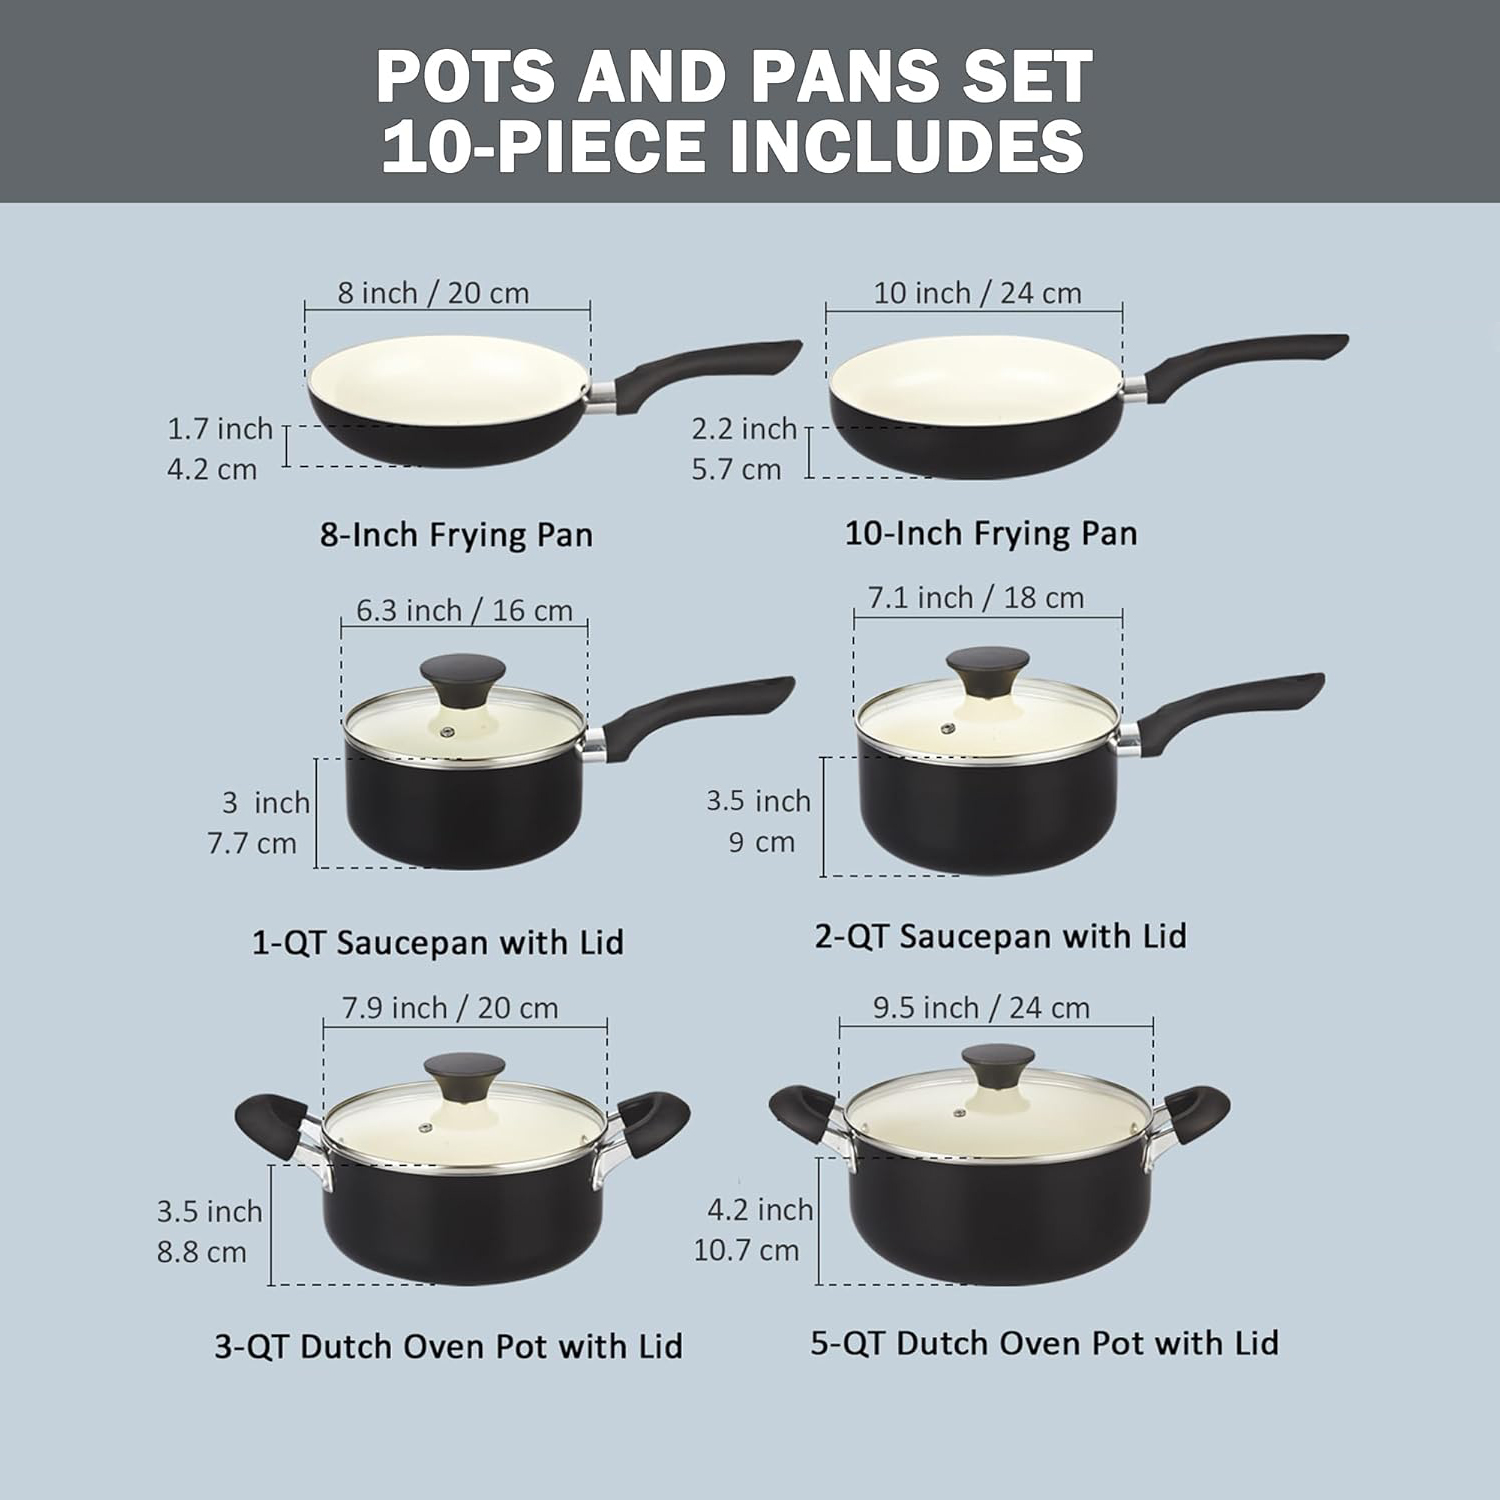 POTS AND PANS SET
10-PIECE INCLUDES
8 inch / 20 cm
1.7 inch
4.2 cm
8-Inch Frying Pan
10 inch / 24 cm
2.2 inch
5.7 cm
10-Inch Frying Pan
6.3 inch / 16 cm
3 inch
7.7 cm
1-QT Saucepan with Lid
7.1 inch / 18 cm
3.5 inch
9 cm
2-QT Saucepan with Lid
7.9 inch / 20 cm
3.5 inch
8.8 cm
3-QT Dutch Oven Pot with Lid
9.5 inch / 24 cm
4.2 inch
10.7 cm
5-QT Dutch Oven Pot with Lid